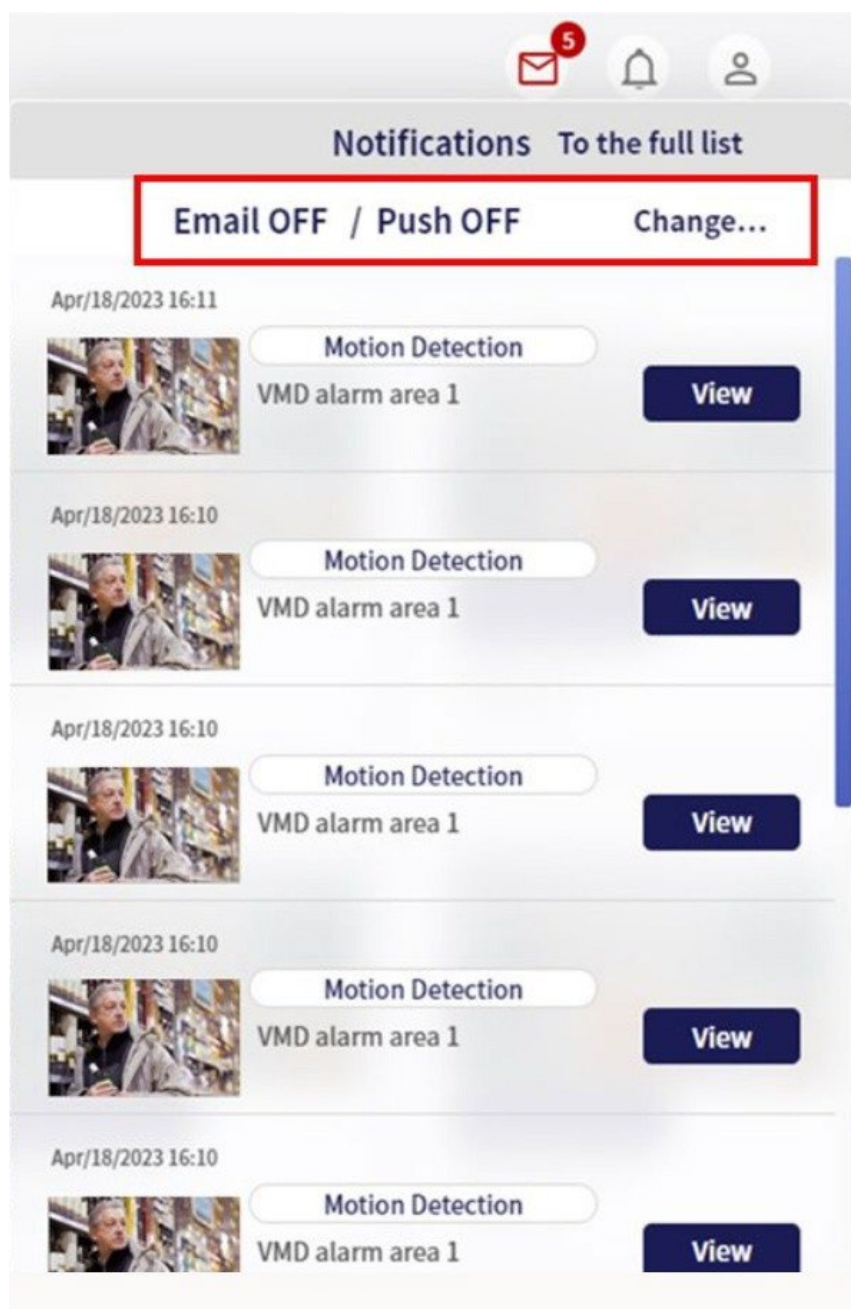 5
Notifications To the full list
Email OFF / Push OFF Change...
Apr/18/2023 16:11
Motion Detection
VMD alarm area 1
View
Apr/18/2023 16:10
Motion Detection
VMD alarm area 1
View
Apr/18/2023 16:10
Motion Detection
VMD alarm area 1
View
Apr/18/2023 16:10
Motion Detection
VMD alarm area 1
View
Apr/18/2023 16:10
Motion Detection
VMD alarm area 1
View